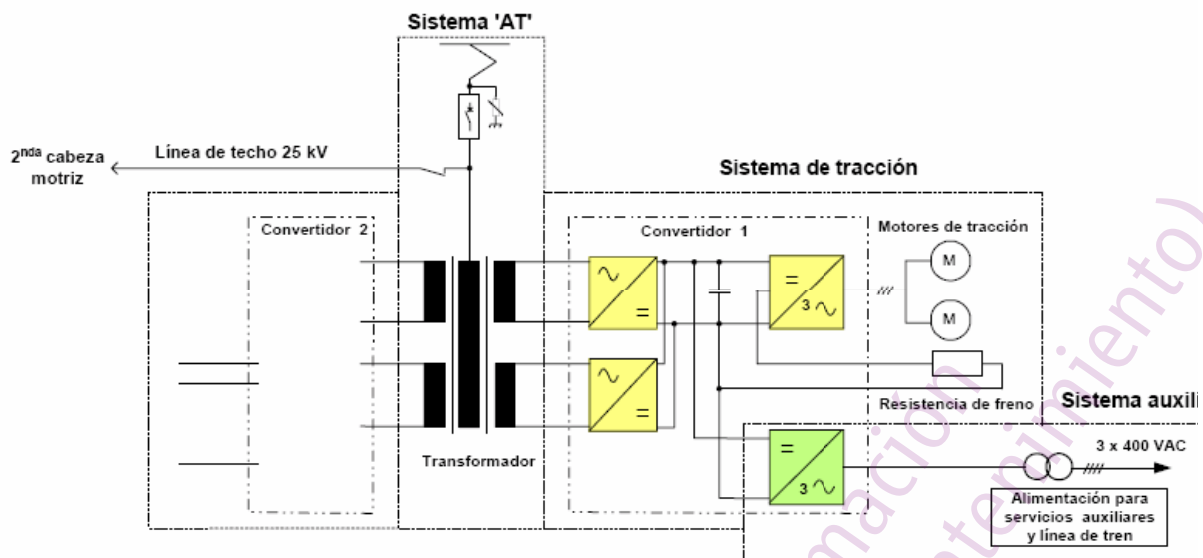 Sistema 'AT'
2nda cabeza
motriz
Línea de techo 25 kV
Sistema de tracción
Convertidor 2
Convertidor 1
Motores de tracción
M
M
=
3
=
=
Resistencia de freno
Transformador
Sistema auxili
=
3
3 x 400 VAC
Alimentación para
servicios auxiliares
y línea de tren
mación
tenimiento)